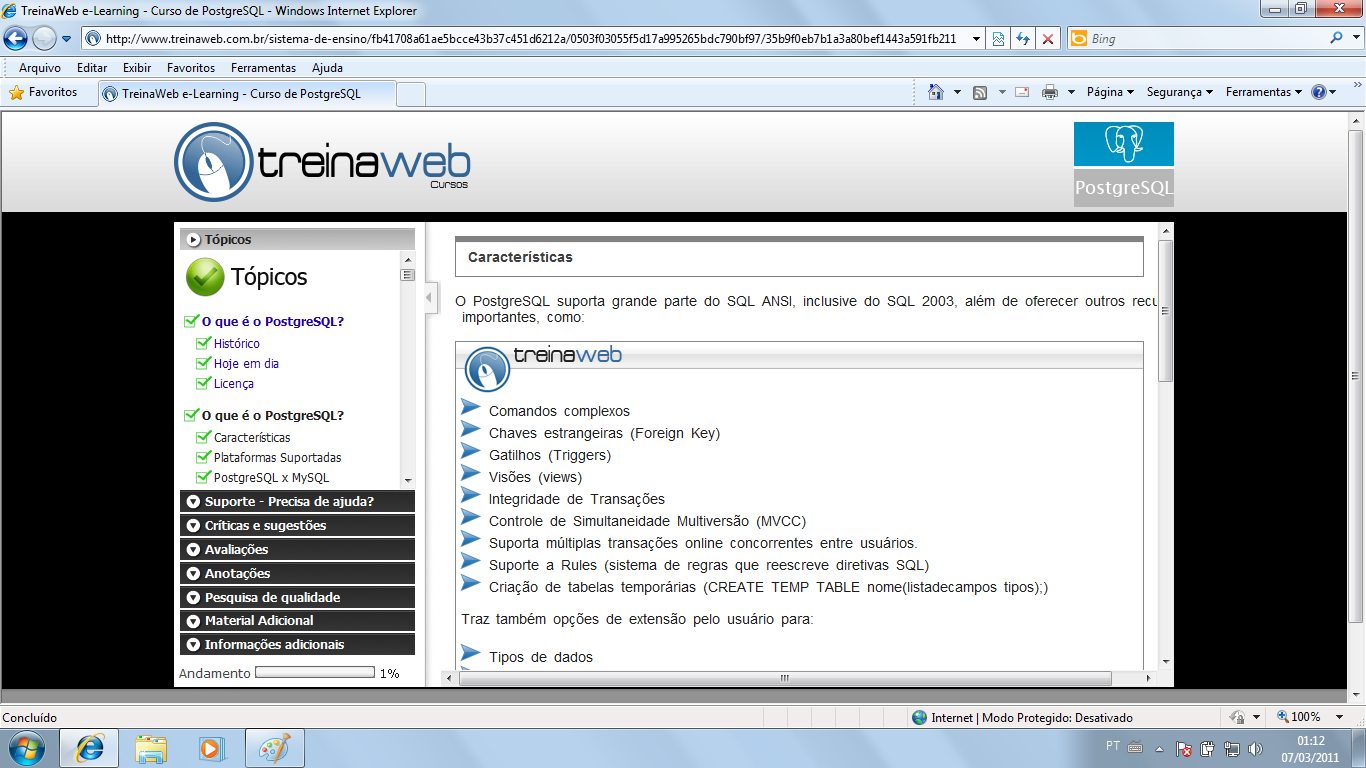 TreinaWeb e-Learning - Curso de PostgreSQL - Windows Internet Explorer
http://www.treinaweb.com.br/sistema-de-ensino/fb41708a61ae5bcce43b37c451d6212a/0503f03055f5d17a995265bdc790bf97/35b9f0eb7b1a3a80bef1443a591fb211
Bing
Arquivo Editar Exibir Favoritos Ferramentas Ajuda
Favoritos
TreinaWeb e-Learning - Curso de PostgreSQL
Página Segurança Ferramentas
treinaweb
Cursos
PostgreSQL
Tópicos
Tópicos
O que é o PostgreSQL?
Histórico
Hoje em dia
Licença
O que é o PostgreSQL?
Características
Plataformas Suportadas
PostgreSQL x MySQL
Suporte - Precisa de ajuda?
Críticas e sugestões
Avaliações
Anotações
Pesquisa de qualidade
Material Adicional
Informações adicionais
Andamento 1%
Características
O PostgreSQL suporta grande parte do SQL ANSI, inclusive do SQL 2003, além de oferecer outros recu
importantes, como:
treinaweb
Comandos complexos
Chaves estrangeiras (Foreign Key)
Gatilhos (Triggers)
Visões (views)
Integridade de Transações
Controle de Simultaneidade Multiversão (MVCC)
Suporta múltiplas transações online concorrentes entre usuários.
Suporte a Rules (sistema de regras que reescreve diretivas SQL)
Criação de tabelas temporárias (CREATE TEMP TABLE nome(listadecampos tipos);)
Traz também opções de extensão pelo usuário para:
Tipos de dados
Concluído
Internet | Modo Protegido: Desativado
100%
PT
01:12
07/03/2011